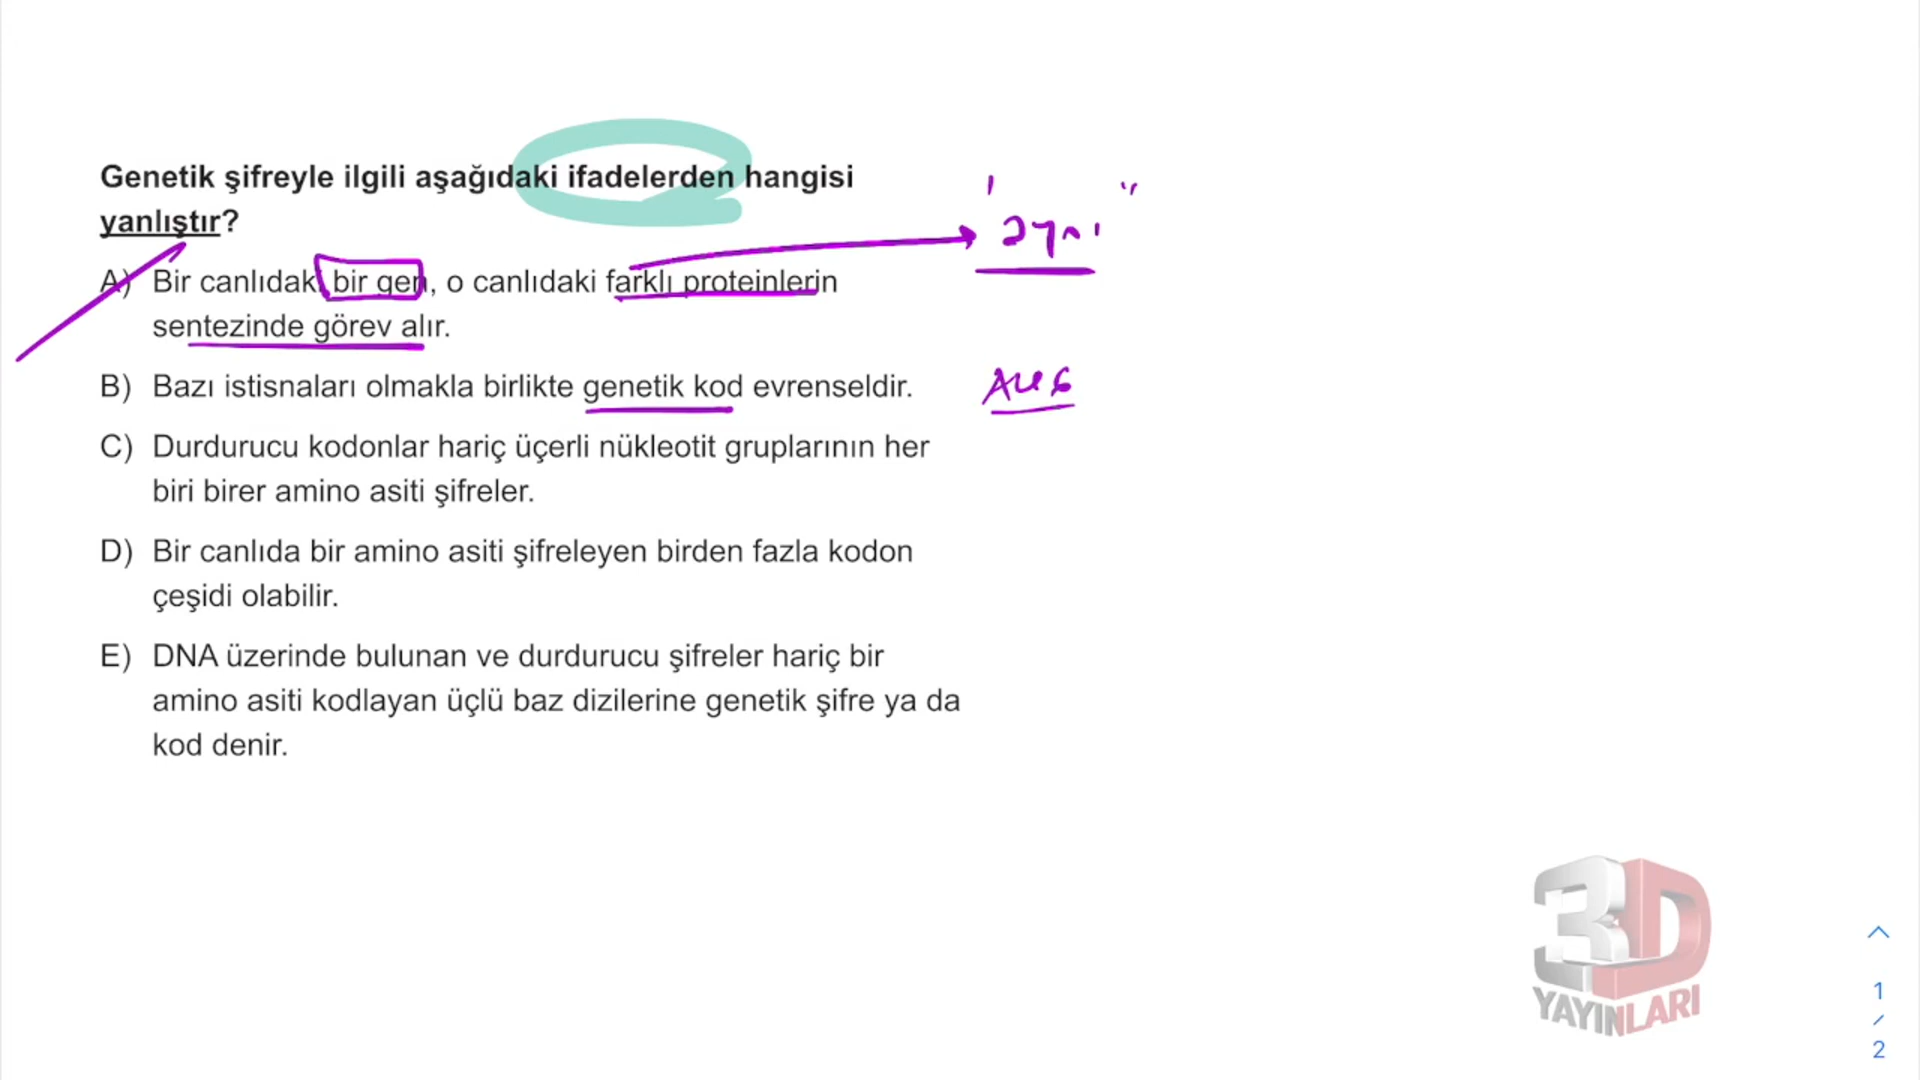 Genetik şifreyle ilgili aşağıdaki ifadelerden hangisi
yanlıştır?
A) Bir canlıdaki bir gen, o canlıdaki farklı proteinlerin
sentezinde görev alır.
"aynı"
B) Bazı istisnaları olmakla birlikte genetik kod evrenseldir.
AUG
C) Durdurucu kodonlar hariç üçerli nükleotit gruplarının her
biri birer amino asiti şifreler.
D) Bir canlıda bir amino asiti şifreleyen birden fazla kodon
çeşidi olabilir.
E) DNA üzerinde bulunan ve durdurucu şifreler hariç bir
amino asiti kodlayan üçlü baz dizilerine genetik şifre ya da
kod denir.
3D
YAYINLARI
1
/
2